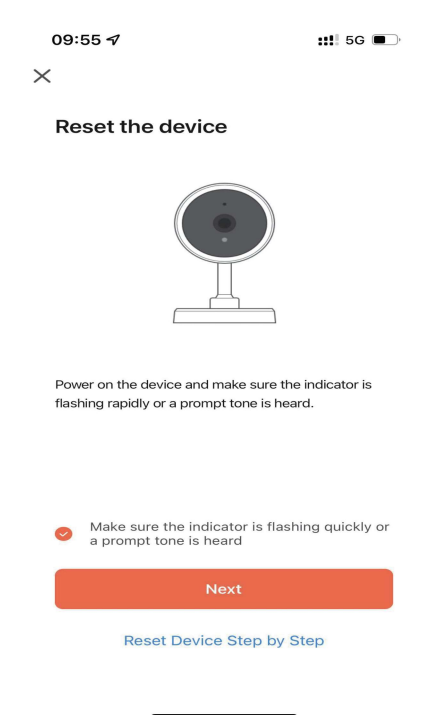 09:55
5G
Reset the device
Power on the device and make sure the indicator is
flashing rapidly or a prompt tone is heard.
Make sure the indicator is flashing quickly or
a prompt tone is heard
Next
Reset Device Step by Step